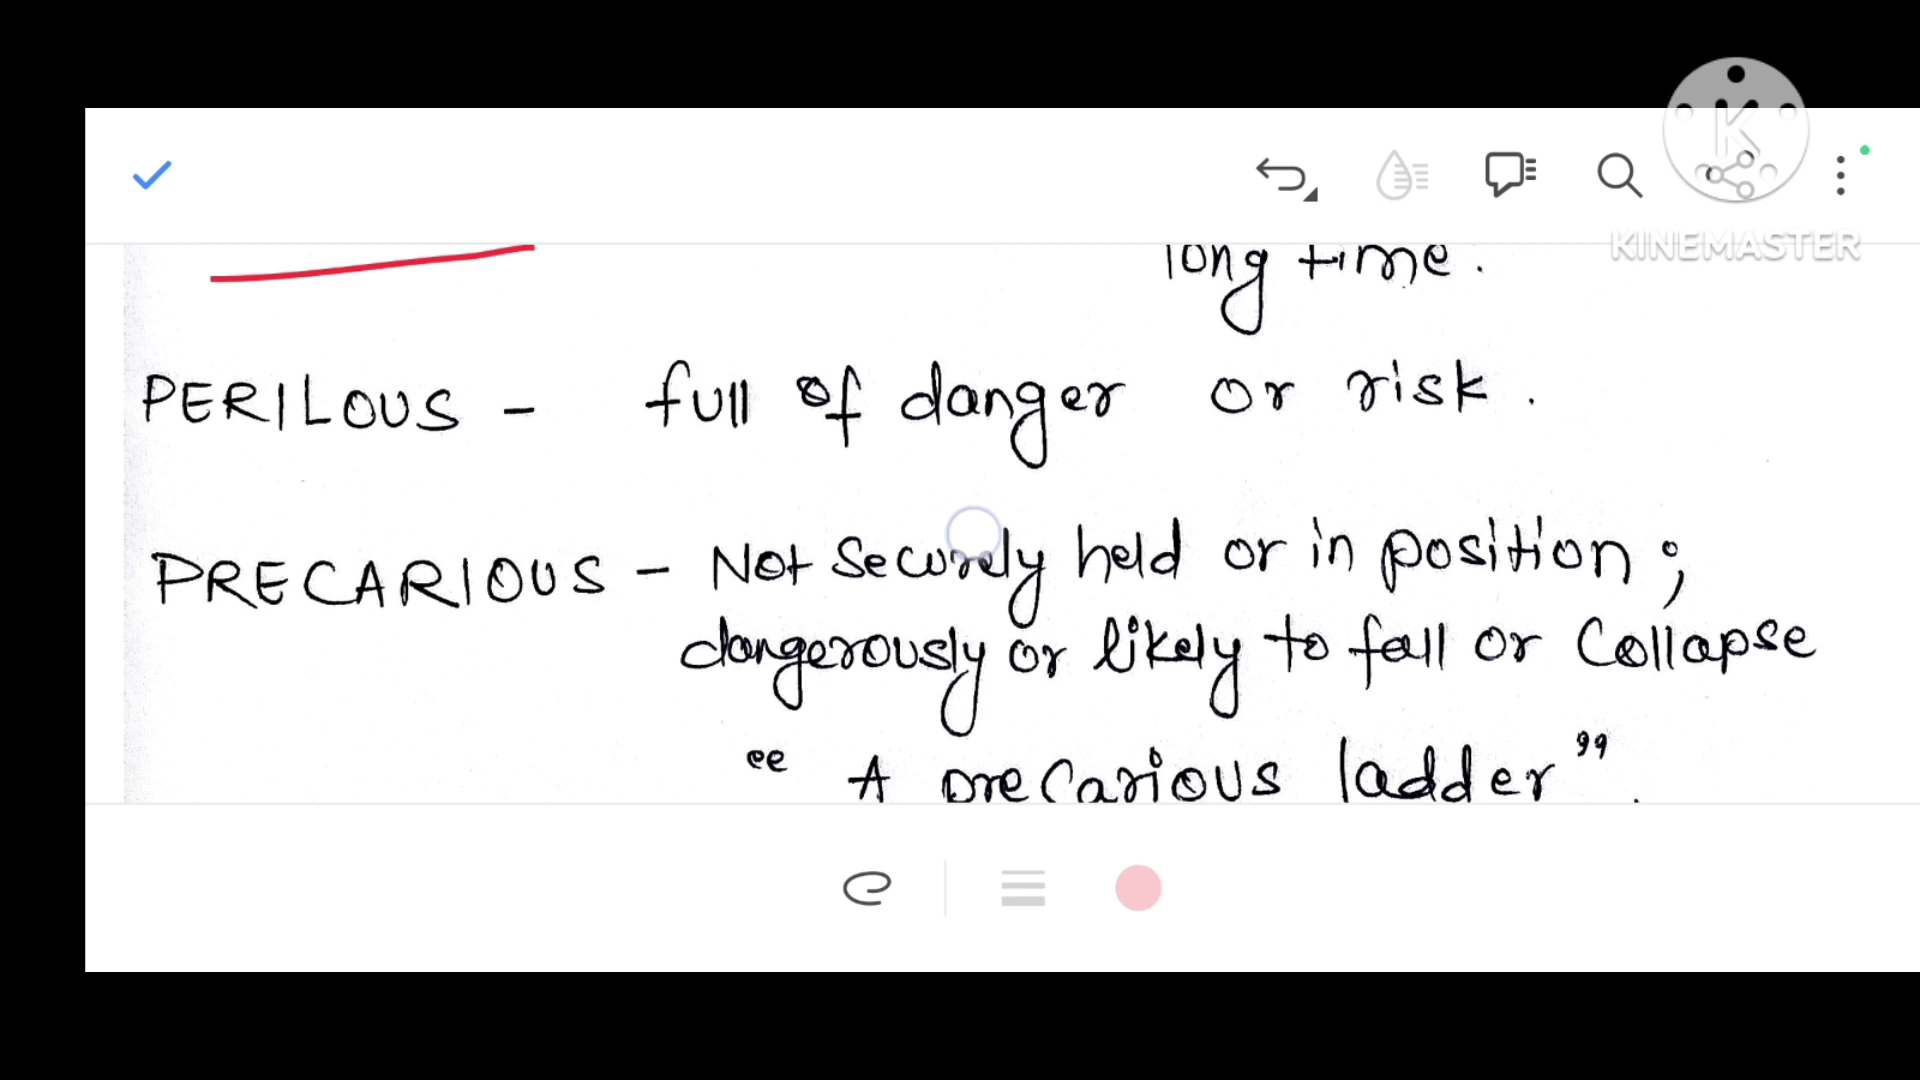 KINEMASTER
long time.
PERILOUS - full of danger or risk.
PRECARIOUS - Not Securely held or in position;
dangerously or likely to fall or Collapse
"A precarious ladder".